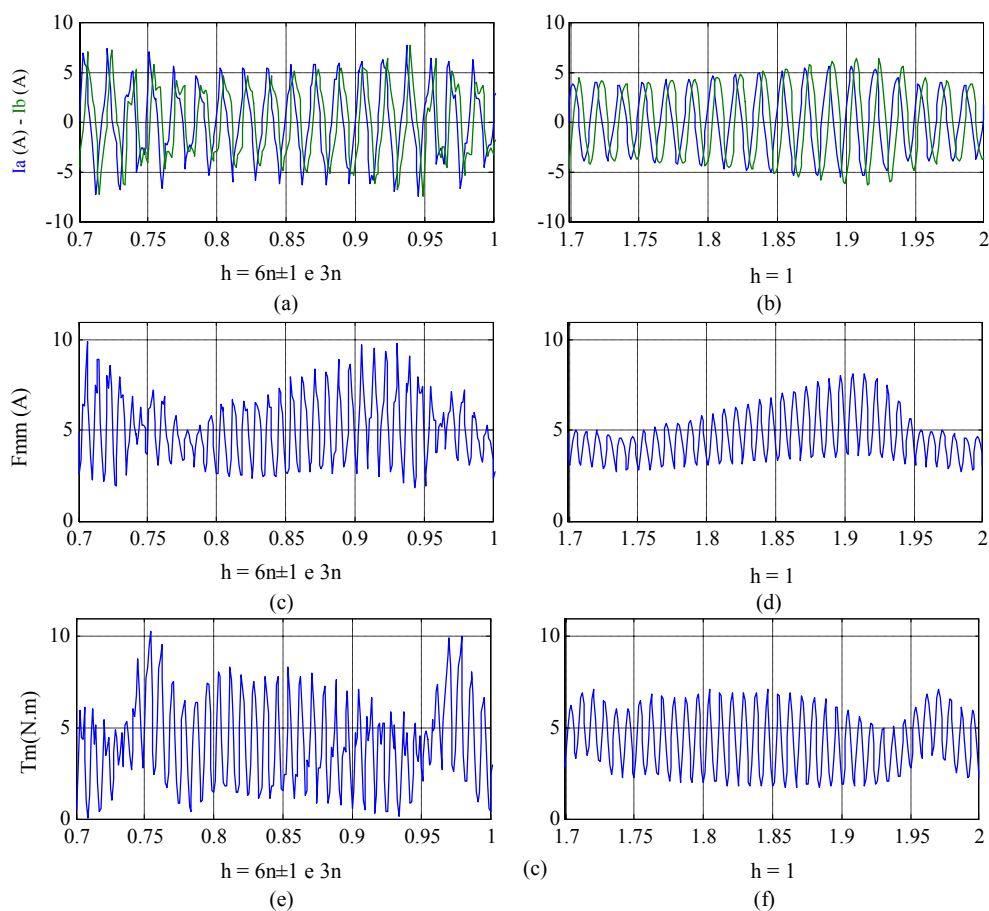 10
5
0
-5
-10
0.7 0.75 0.8 0.85 0.9 0.95 1
Ia (A) - Ib (A)
h = 6n±1 e 3n
(a)
10
5
0
-5
-10
1.7 1.75 1.8 1.85 1.9 1.95 2
h = 1
(b)
10
5
0
0.7 0.75 0.8 0.85 0.9 0.95 1
Fmm (A)
h = 6n±1 e 3n
(c)
10
5
0
1.7 1.75 1.8 1.85 1.9 1.95 2
h = 1
(d)
10
5
0
0.7 0.75 0.8 0.85 0.9 0.95 1
Tm(N.m)
h = 6n±1 e 3n
(e)
(c)
10
5
0
1.7 1.75 1.8 1.85 1.9 1.95 2
h = 1
(f)